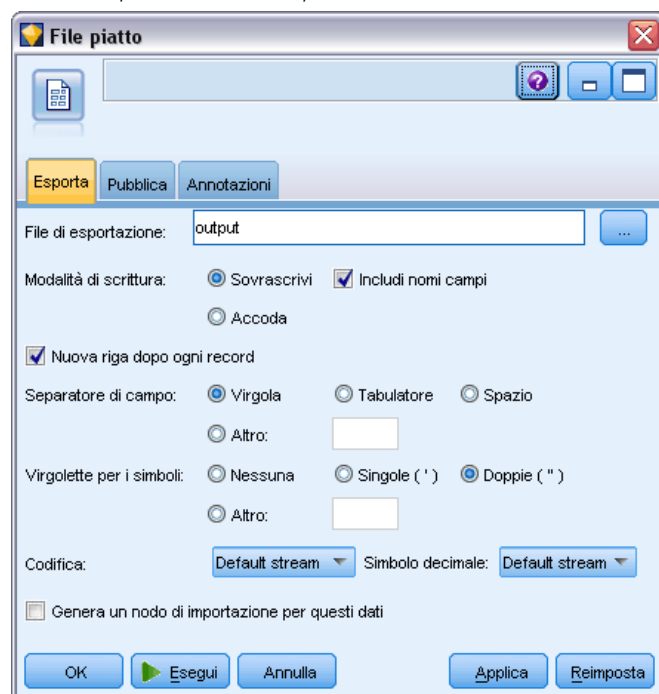 File piatto
Esporta Pubblica Annotazioni
File di esportazione: output ...
Modalità di scrittura: Sovrascrivi Includi nomi campi
Accoda
Nuova riga dopo ogni record
Separatore di campo: Virgola Tabulatore Spazio
Altro:
Virgolette per i simboli: Nessuna Singole ( ' ) Doppie ( " )
Altro:
Codifica: Default stream Simbolo decimale: Default stream
Genera un nodo di importazione per questi dati
OK Esegui Annulla Applica Reimposta